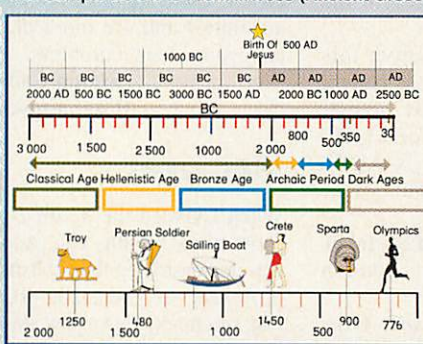 1000 BC
Birth Of Jesus
500 AD
BC BC BC BC BC AD AD AD AD
2000 AD 500 BC 1500 BC 3000 BC 1500 AD 2000 BC 1000 AD 2500 BC
BC
3 000 1 500 2 500 1000 2 000 800 500 350 30
Classical Age Hellenistic Age Bronze Age Archaic Period Dark Ages
Troy Persian Soldier Sailing Boat Crete Sparta Olympics
2 000 1250 1 500 480 1 000 1450 500 900 776